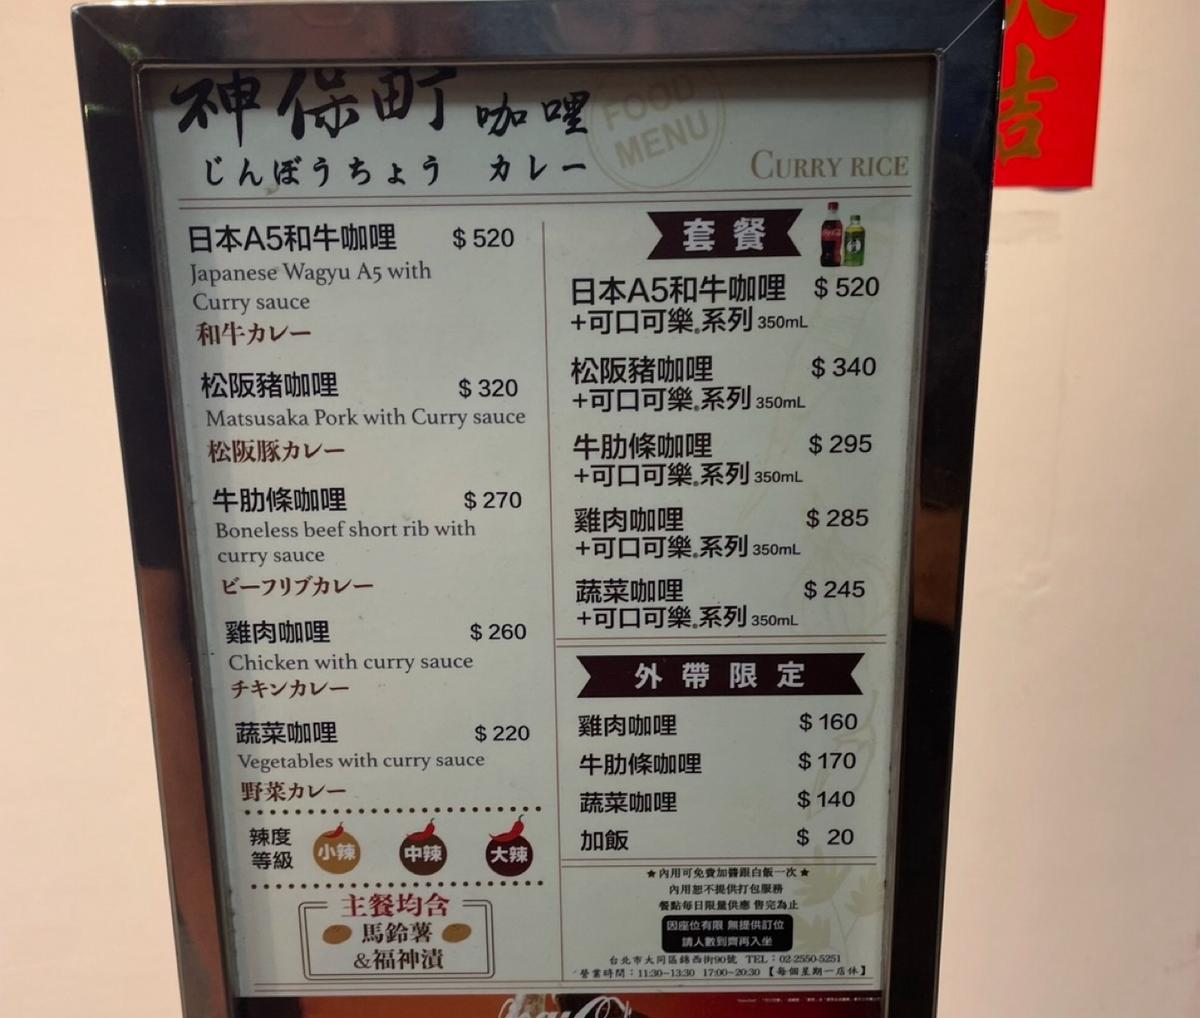 神保町 咖哩
じんぼうちょう カレー
FOOD
MENU
CURRY RICE
日本A5和牛咖哩 $520
Japanese Wagyu A5 with
Curry sauce
和牛カレー
松阪豬咖哩 $320
Matsusaka Pork with Curry sauce
松阪豚カレー
牛肋條咖哩 $270
Boneless beef short rib with
curry sauce
ビーフリブカレー
雞肉咖哩 $260
Chicken with curry sauce
チキンカレー
蔬菜咖哩 $220
Vegetables with curry sauce
野菜カレー
辣度
等級
小辣 中辣 大辣
主餐均含
馬鈴薯
&福神漬
套餐
日本A5和牛咖哩 $520
+可口可樂®系列 350mL
松阪豬咖哩 $340
+可口可樂®系列 350mL
牛肋條咖哩 $295
+可口可樂®系列 350mL
雞肉咖哩 $285
+可口可樂®系列 350mL
蔬菜咖哩 $245
+可口可樂®系列 350mL
外帶限定
雞肉咖哩 $160
牛肋條咖哩 $170
蔬菜咖哩 $140
加飯 $ 20
★內用可免費加醬跟白飯一次★
內用恕不提供打包服務
餐點每日限量供應 售完為止
因座位有限 無提供訂位
請人數到齊再入坐
台北市大同區錦西街90號 TEL：02-2550-5251
營業時間：11:30~13:30 17:00~20:30【每個星期一店休】
吉